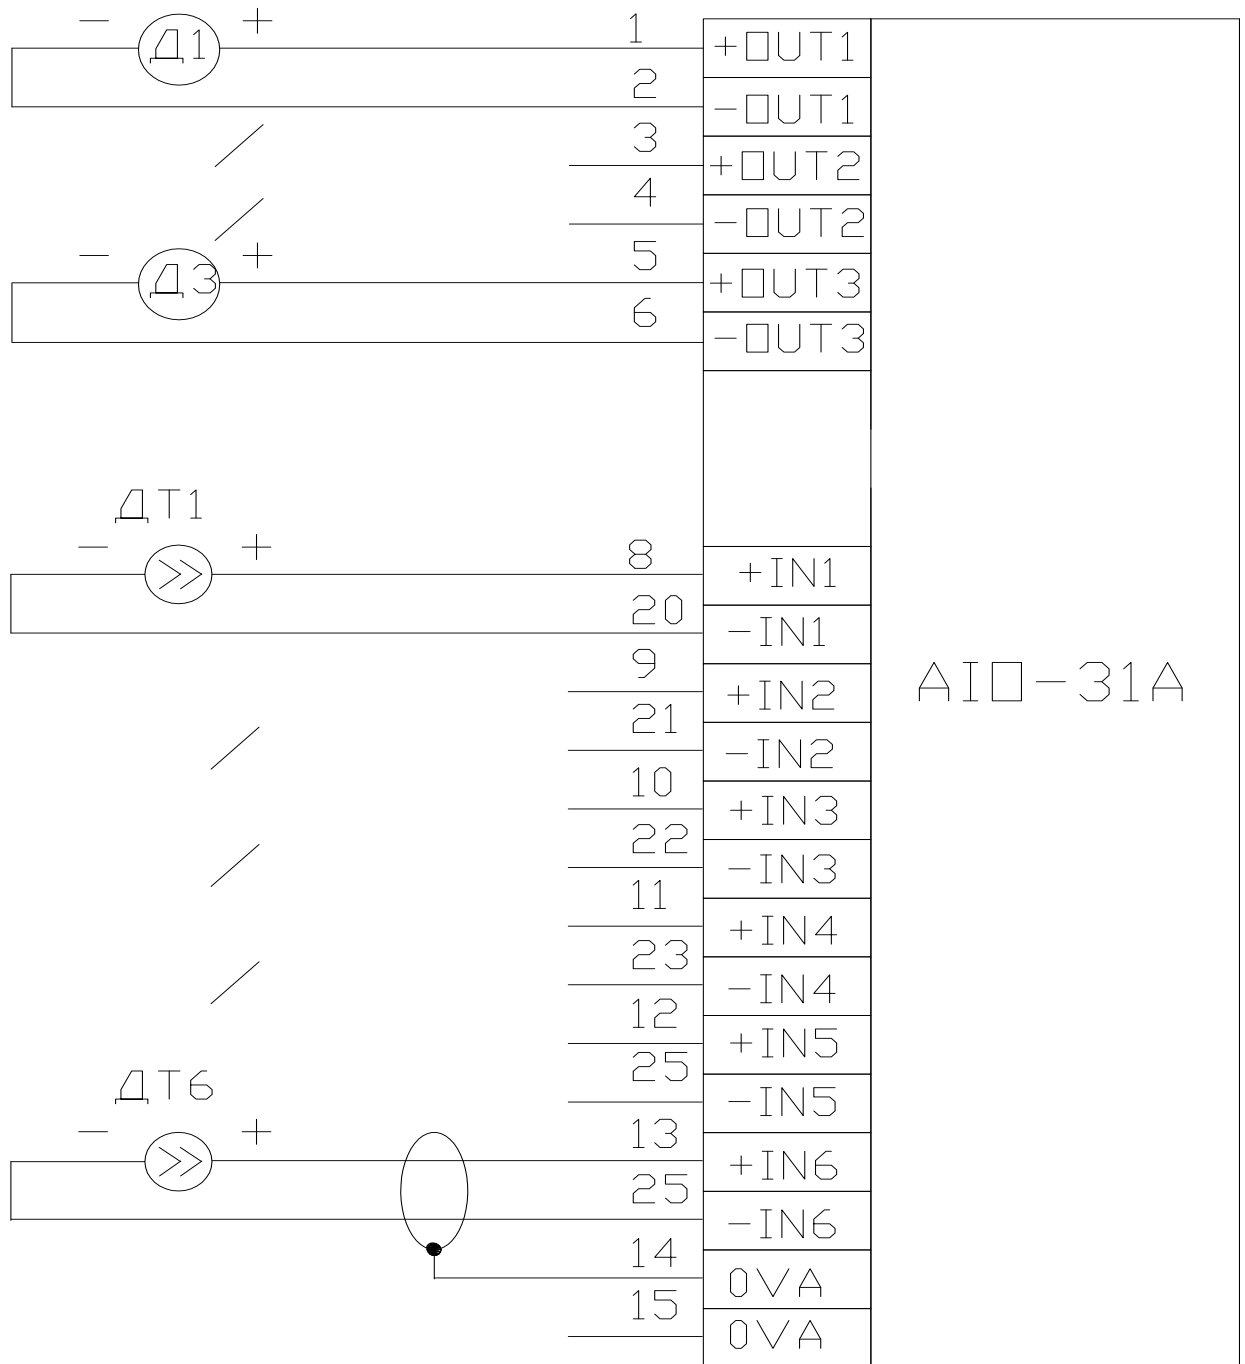 − Д1 + 1 +OUT1
2 −OUT1
3 +OUT2
4 −OUT2
− Д3 + 5 +OUT3
6 −OUT3
ДТ1
− + 8 +IN1
20 −IN1
9 +IN2
AIO-31A
21 −IN2
10 +IN3
22 −IN3
11 +IN4
23 −IN4
12 +IN5
25 −IN5
ДТ6
− + 13 +IN6
25 −IN6
14 0VA
15 0VA